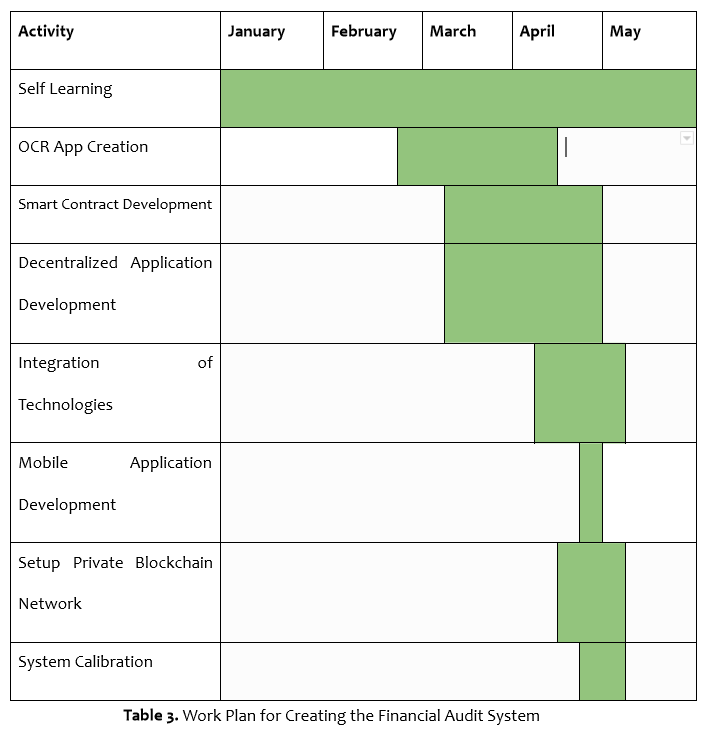 Activity January February March April May
Self Learning
OCR App Creation
Smart Contract Development
Decentralized Application
Development
Integration of
Technologies
Mobile Application
Development
Setup Private Blockchain
Network
System Calibration
Table 3. Work Plan for Creating the Financial Audit System